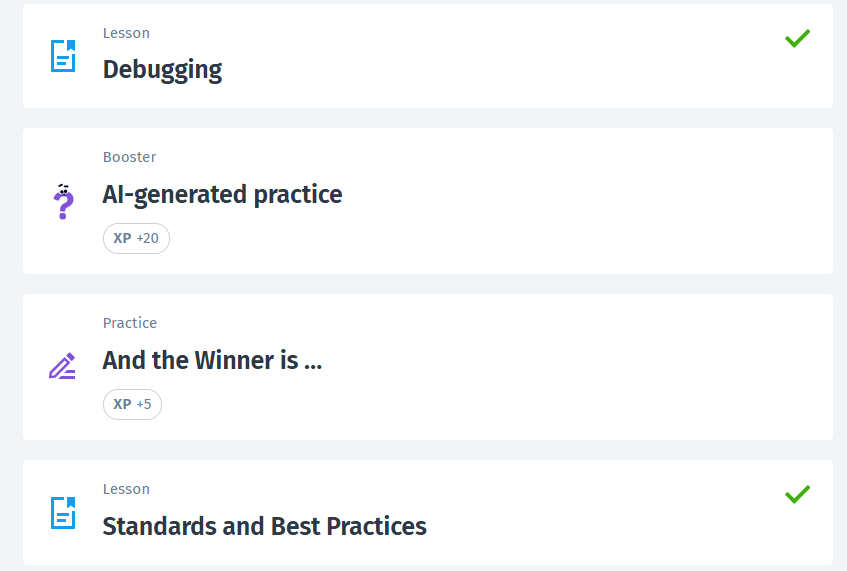 Lesson
Debugging
Booster
AI-generated practice
XP +20
Practice
And the Winner is ...
XP +5
Lesson
Standards and Best Practices